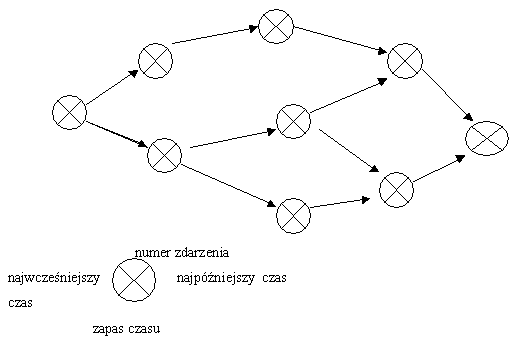 numer zdarzenia
najwcześniejszy najpóźniejszy czas
czas
zapas czasu